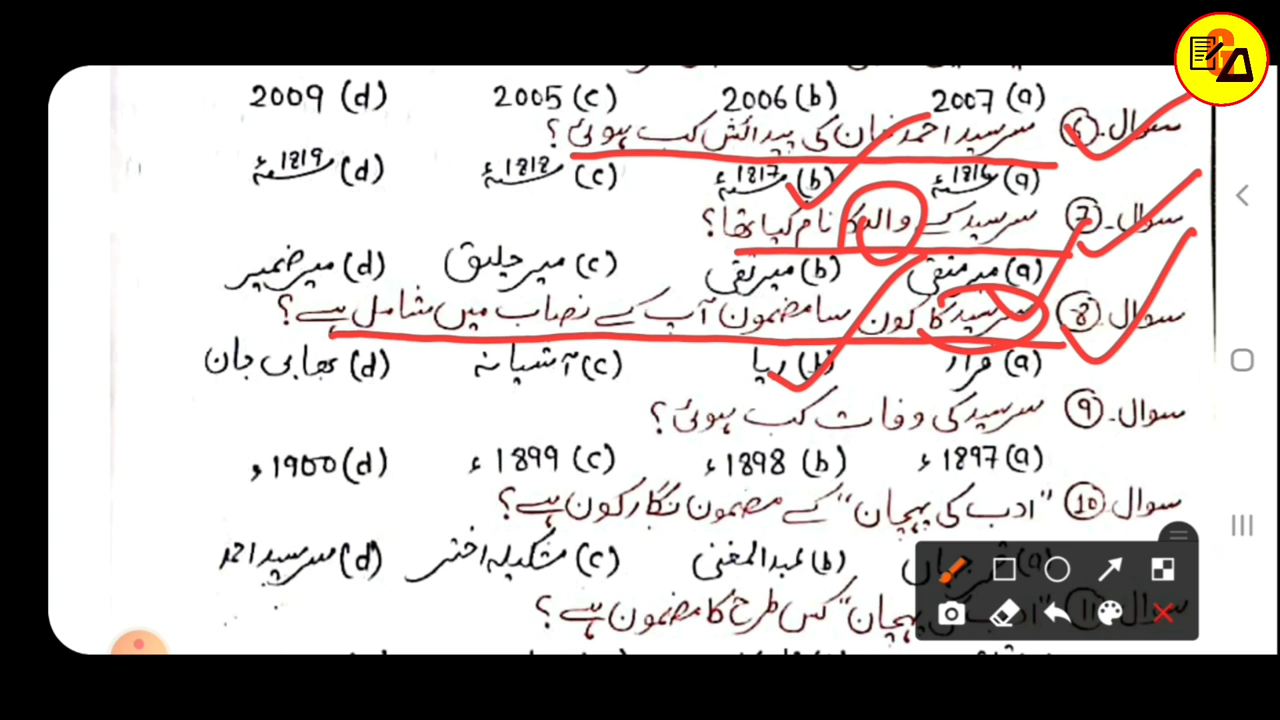 2007 (a) 2006 (b) 2005 (c) 2009 (d)
سوال۔ 6 سرسید احمد خان کی پیدائش کب ہوئی؟
(a) 1816ء (b) 1817ء (c) 1818ء (d) 1819ء
سوال۔ 7 سرسید کے والد کا نام کیا تھا؟
(a) میر متقی (b) میر تقی (c) میر خلیق (d) میر ضمیر
سوال۔ 8 سرسید کا کون سا مضمون آپ کے نصاب میں شامل ہے؟
(a) فرار (b) ریا (c) آشیانہ (d) بھابی جان
سوال۔ 9 سرسید کی وفات کب ہوئی؟
(a) 1897ء (b) 1898ء (c) 1899ء (d) 1900ء
سوال۔ 10 "ادب کی پہچان" کے مضمون نگار کون ہے؟
(a) جہاں (b) عبدالمغنی (c) شکیلہ اختر (d) سرسید احمد
سوال 11 "ادب کی پہچان" کس طرح کا مضمون ہے؟